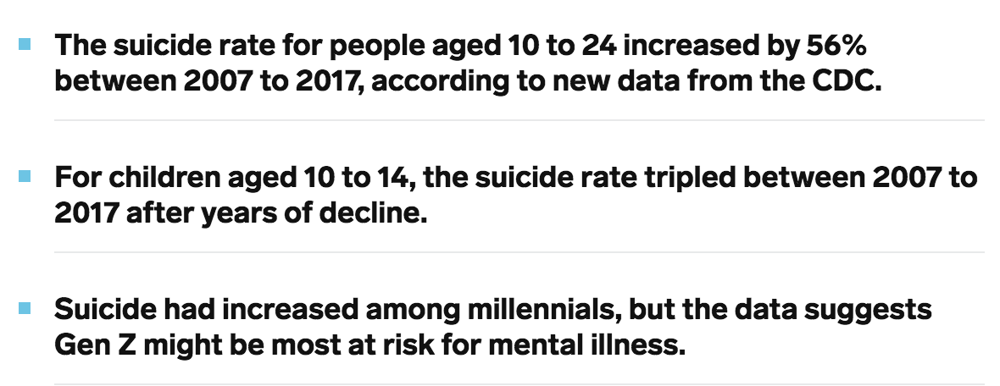 The suicide rate for people aged 10 to 24 increased by 56%
between 2007 to 2017, according to new data from the CDC.
For children aged 10 to 14, the suicide rate tripled between 2007 to
2017 after years of decline.
Suicide had increased among millennials, but the data suggests
Gen Z might be most at risk for mental illness.